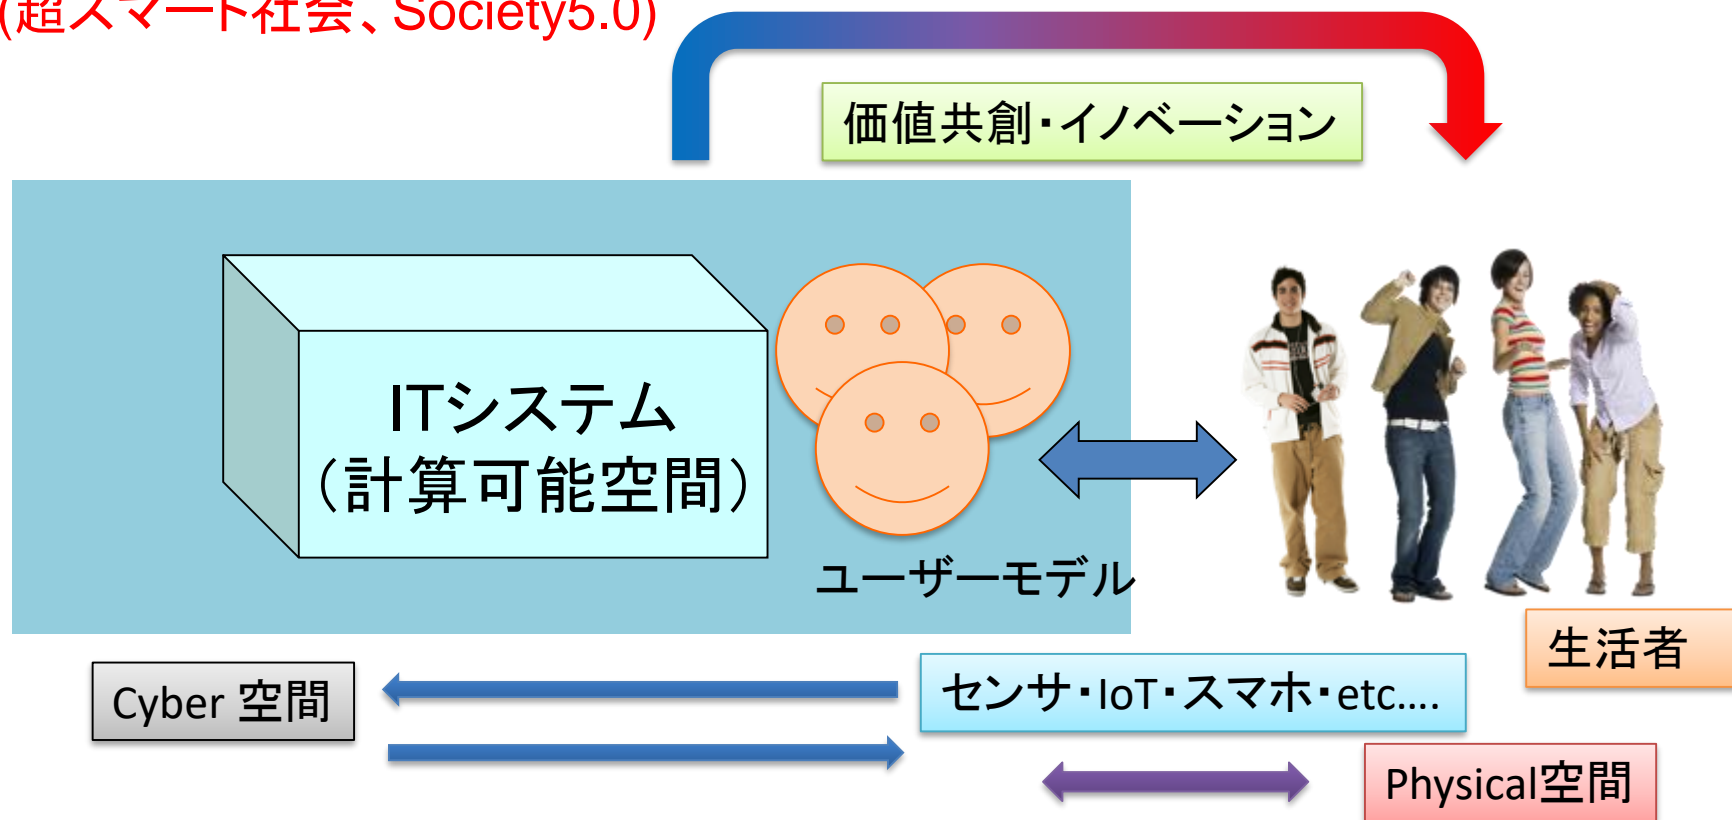 (超スマート社会、Society5.0)
価値共創・イノベーション
ITシステム
（計算可能空間）
ユーザーモデル
生活者
Cyber 空間
センサ・IoT・スマホ・etc....
Physical空間